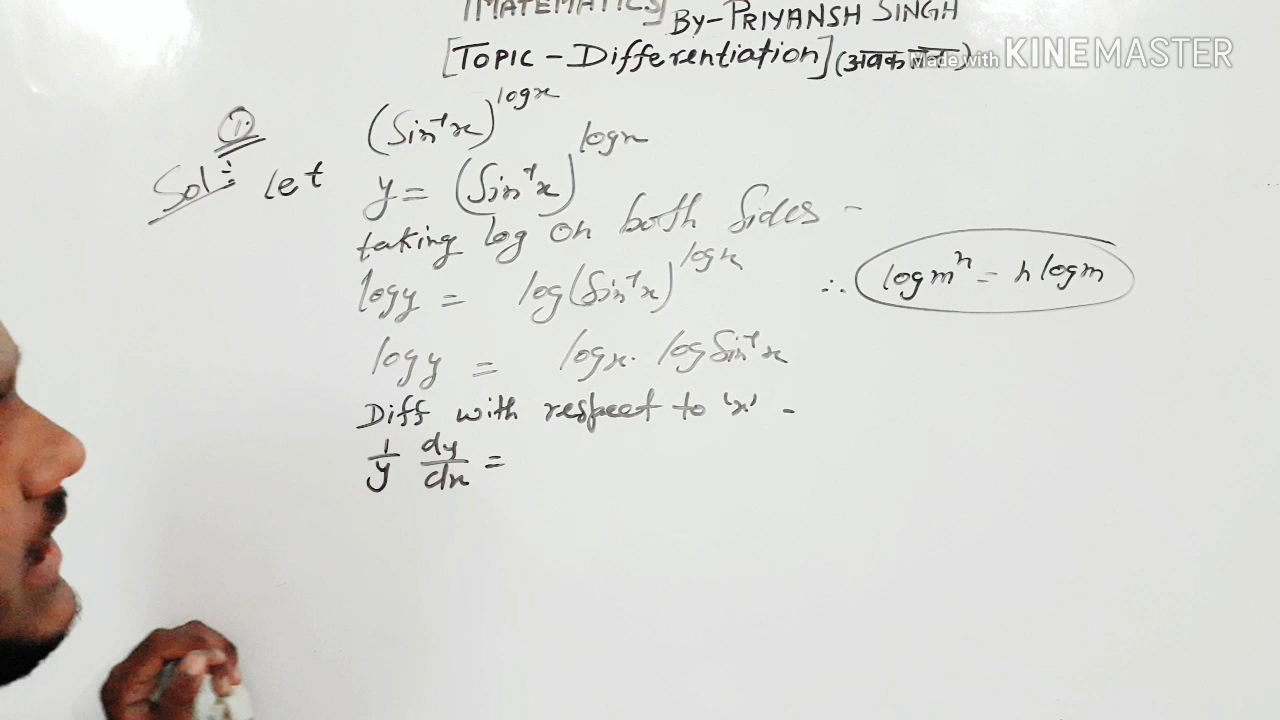 [MATEMATICS]
By-PRIYANSH SINGH
[TOPIC - Differentiation] (अवकलन)
Made with KINEMASTER
① (Sin⁻¹x)^logx
Sol:- let y = (Sin⁻¹x)^logx
taking log on both Sides -
logy = log(Sin⁻¹x)^logx ∴ logmⁿ = n logm
logy = logx. logSin⁻¹x
Diff with respect to 'x' -
1/y dy/dx =